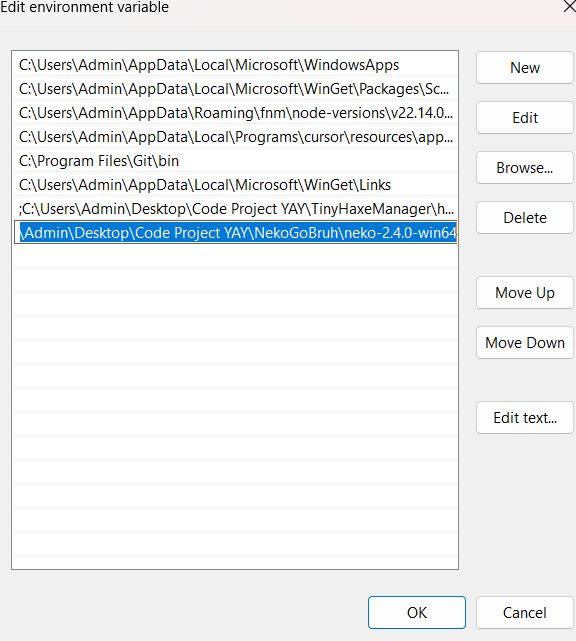 Edit environment variable
C:\Users\Admin\AppData\Local\Microsoft\WindowsApps
C:\Users\Admin\AppData\Local\Microsoft\WinGet\Packages\Sc...
C:\Users\Admin\AppData\Roaming\fnm\node-versions\v22.14.0...
C:\Users\Admin\AppData\Local\Programs\cursor\resources\app...
C:\Program Files\Git\bin
C:\Users\Admin\AppData\Local\Microsoft\WinGet\Links
;C:\Users\Admin\Desktop\Code Project YAY\TinyHaxeManager\h...
\Admin\Desktop\Code Project YAY\NekoGoBruh\neko-2.4.0-win64
New
Edit
Browse...
Delete
Move Up
Move Down
Edit text...
OK
Cancel